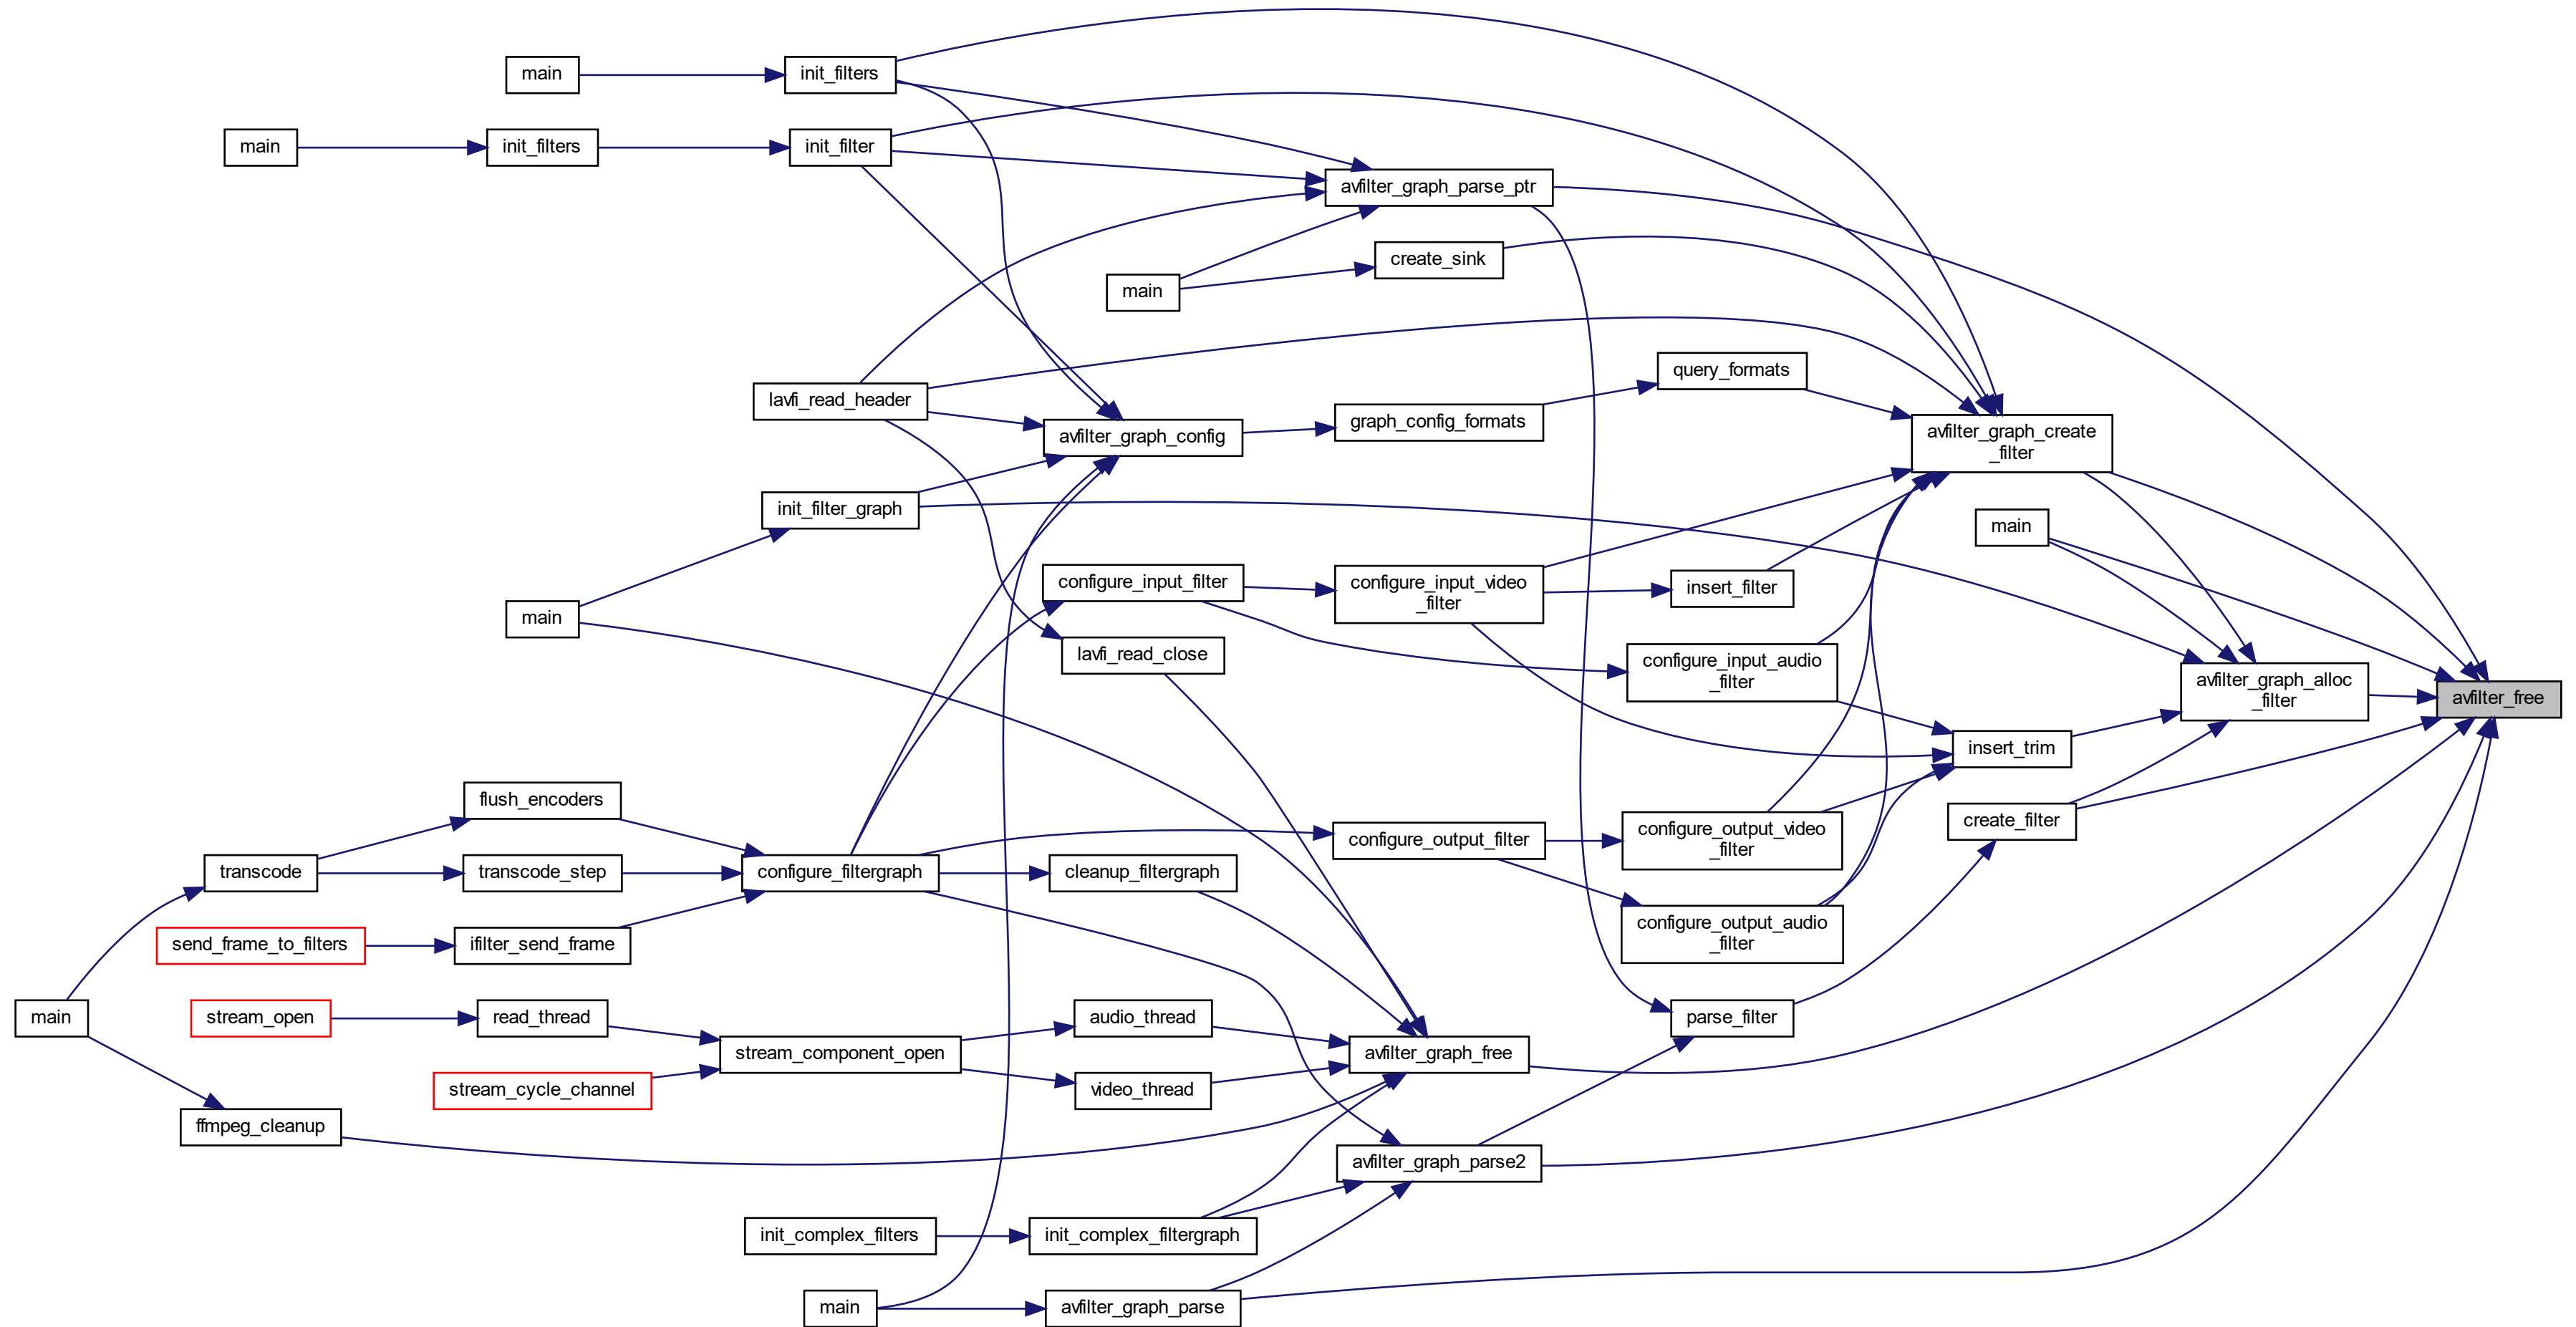 main
init_filters
main
init_filters
init_filter
avfilter_graph_parse_ptr
create_sink
main
query_formats
lavfi_read_header
graph_config_formats
avfilter_graph_config
avfilter_graph_create
_filter
init_filter_graph
main
configure_input_filter
configure_input_video
_filter
insert_filter
main
lavfi_read_close
configure_input_audio
_filter
avfilter_graph_alloc
_filter
avfilter_free
insert_trim
flush_encoders
configure_output_filter
configure_output_video
_filter
create_filter
transcode
transcode_step
configure_filtergraph
cleanup_filtergraph
send_frame_to_filters
ifilter_send_frame
configure_output_audio
_filter
main
stream_open
read_thread
audio_thread
parse_filter
stream_component_open
avfilter_graph_free
stream_cycle_channel
video_thread
ffmpeg_cleanup
avfilter_graph_parse2
init_complex_filters
init_complex_filtergraph
main
avfilter_graph_parse